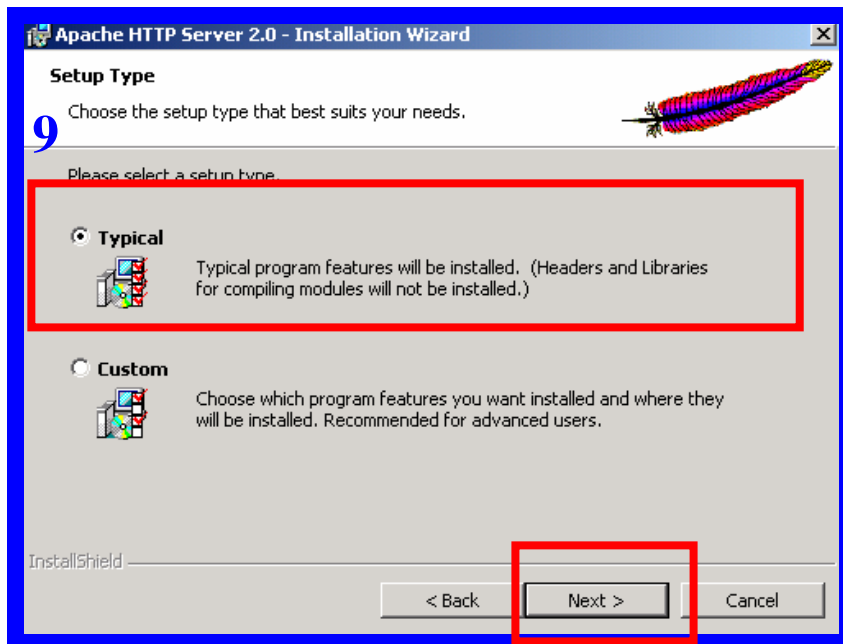 Apache HTTP Server 2.0 - Installation Wizard
Setup Type
Choose the setup type that best suits your needs.
9
Please select a setup type.
Typical
Typical program features will be installed. (Headers and Libraries
for compiling modules will not be installed.)
Custom
Choose which program features you want installed and where they
will be installed. Recommended for advanced users.
InstallShield
< Back
Next >
Cancel